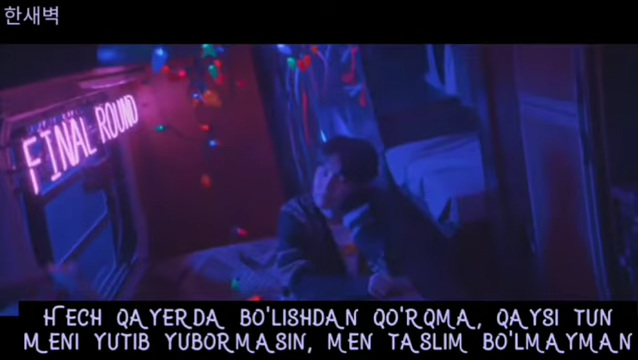 한새벽
FINAL ROUND
HECH QAYERDA BO'LISHDAN QO'RQMA, QAYSI TUN
MENI YUTIB YUBORMASIN, MEN TASLIM BO'LMAYMAN